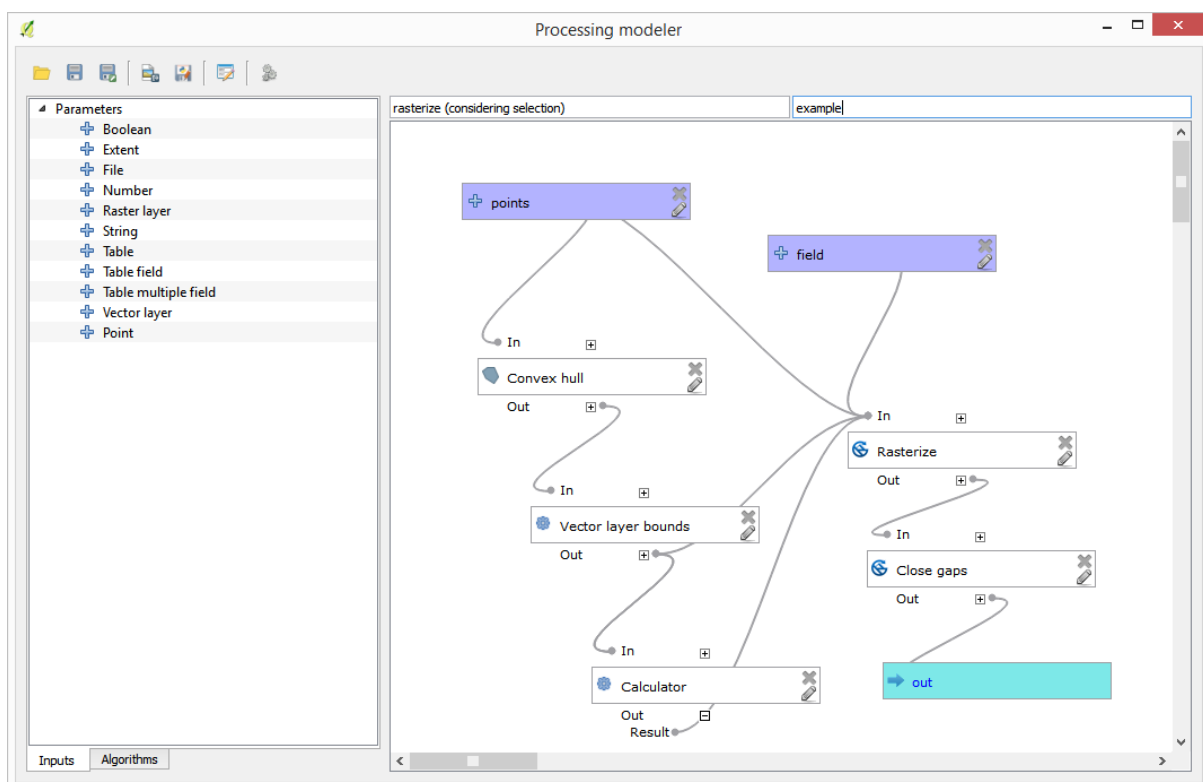 Processing modeler
Parameters
Boolean
Extent
File
Number
Raster layer
String
Table
Table field
Table multiple field
Vector layer
Point
Inputs
Algorithms
rasterize (considering selection)
example
points
field
In
Convex hull
Out
In
Rasterize
Out
In
Vector layer bounds
Out
In
Close gaps
Out
In
Calculator
Out
Result
out